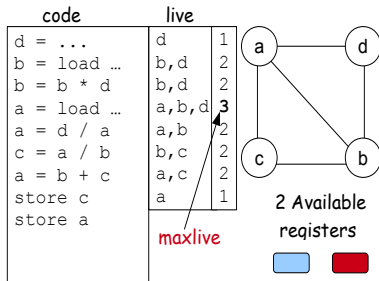 code live
d = ... d 1
b = load … b,d 2
b = b * d b,d 2
a = load … a,b,d 3
a = d / a a,b 2
c = a / b b,c 2
a = b + c a,c 2
store c a 1
store a
maxlive
a d
c b
2 Available
registers